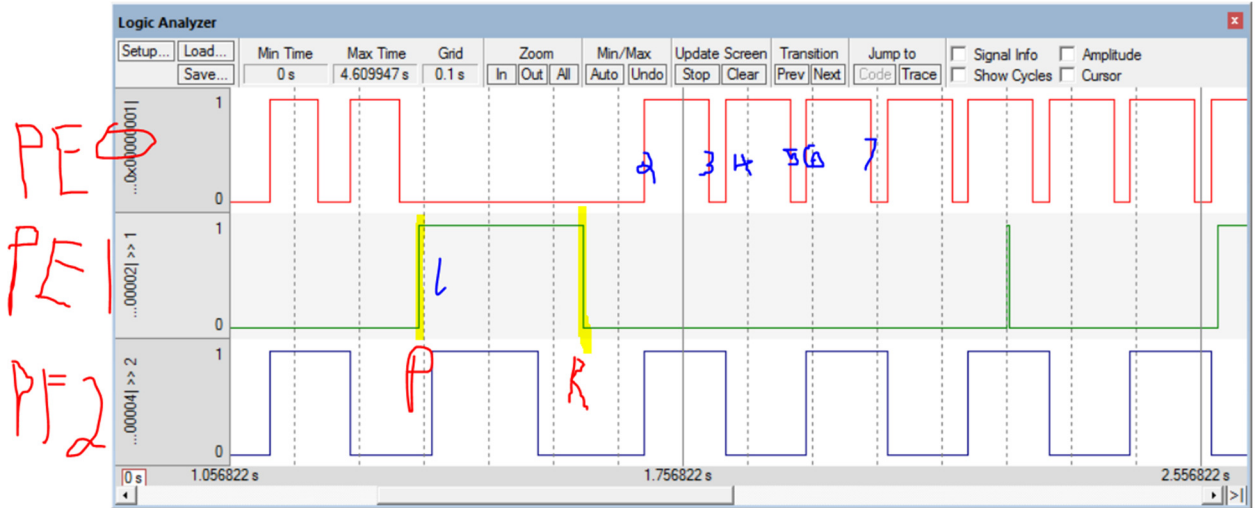 Logic Analyzer
Setup... Load... Min Time Max Time Grid Zoom Min/Max Update Screen Transition Jump to Signal Info Amplitude
Save... 0 s 4.609947 s 0.1 s In Out All Auto Undo Stop Clear Prev Next Code Trace Show Cycles Cursor
PE0
...0x00000001|
1
0
2 3 4 5 6 7
PE1
...00002| >> 1
1
0
1
P R
PF2
...00004| >> 2
1
0
0 s 1.056822 s 1.756822 s 2.556822 s